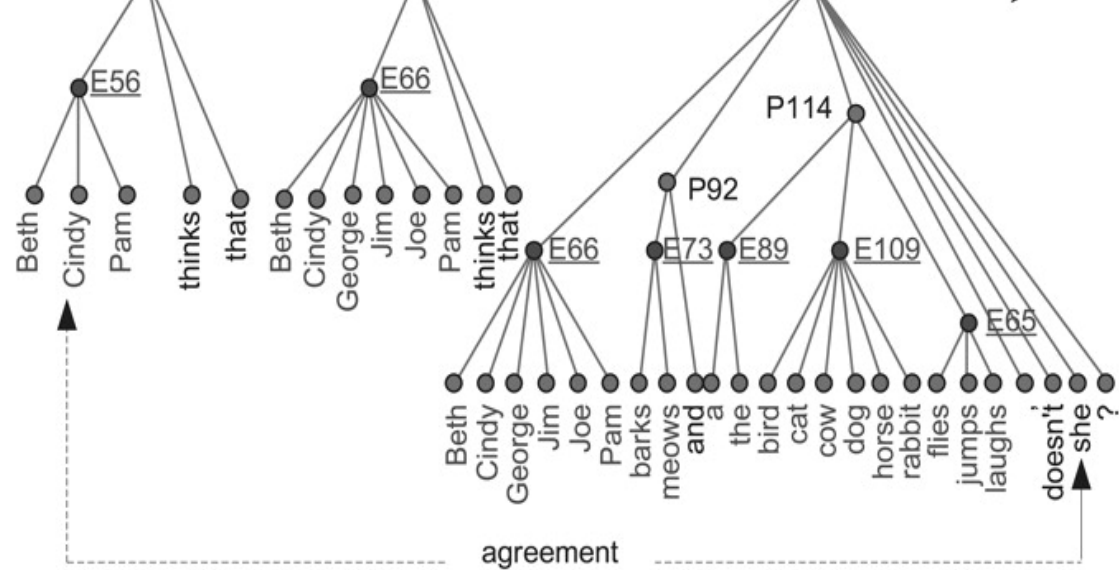 E56
E66
P114
P92
Beth
Cindy
Pam
thinks
that
Beth
Cindy
George
Jim
Joe
Pam
thinks
that
E66
E73
E89
E109
E65
Beth
Cindy
George
Jim
Joe
Pam
barks
meows
and
a
the
bird
cat
cow
dog
horse
rabbit
flies
jumps
laughs
,
doesn't
she
?
agreement